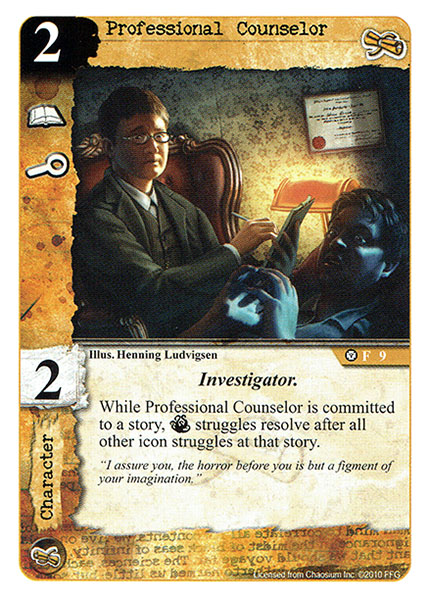 2
Professional Counselor
Illus. Henning Ludvigsen
F 9
2
Character
Investigator.
While Professional Counselor is committed
to a story, struggles resolve after all
other icon struggles at that story.
“I assure you, the horror before you is but a figment of
your imagination.”
Licensed from Chaosium Inc. ©2010 FFG